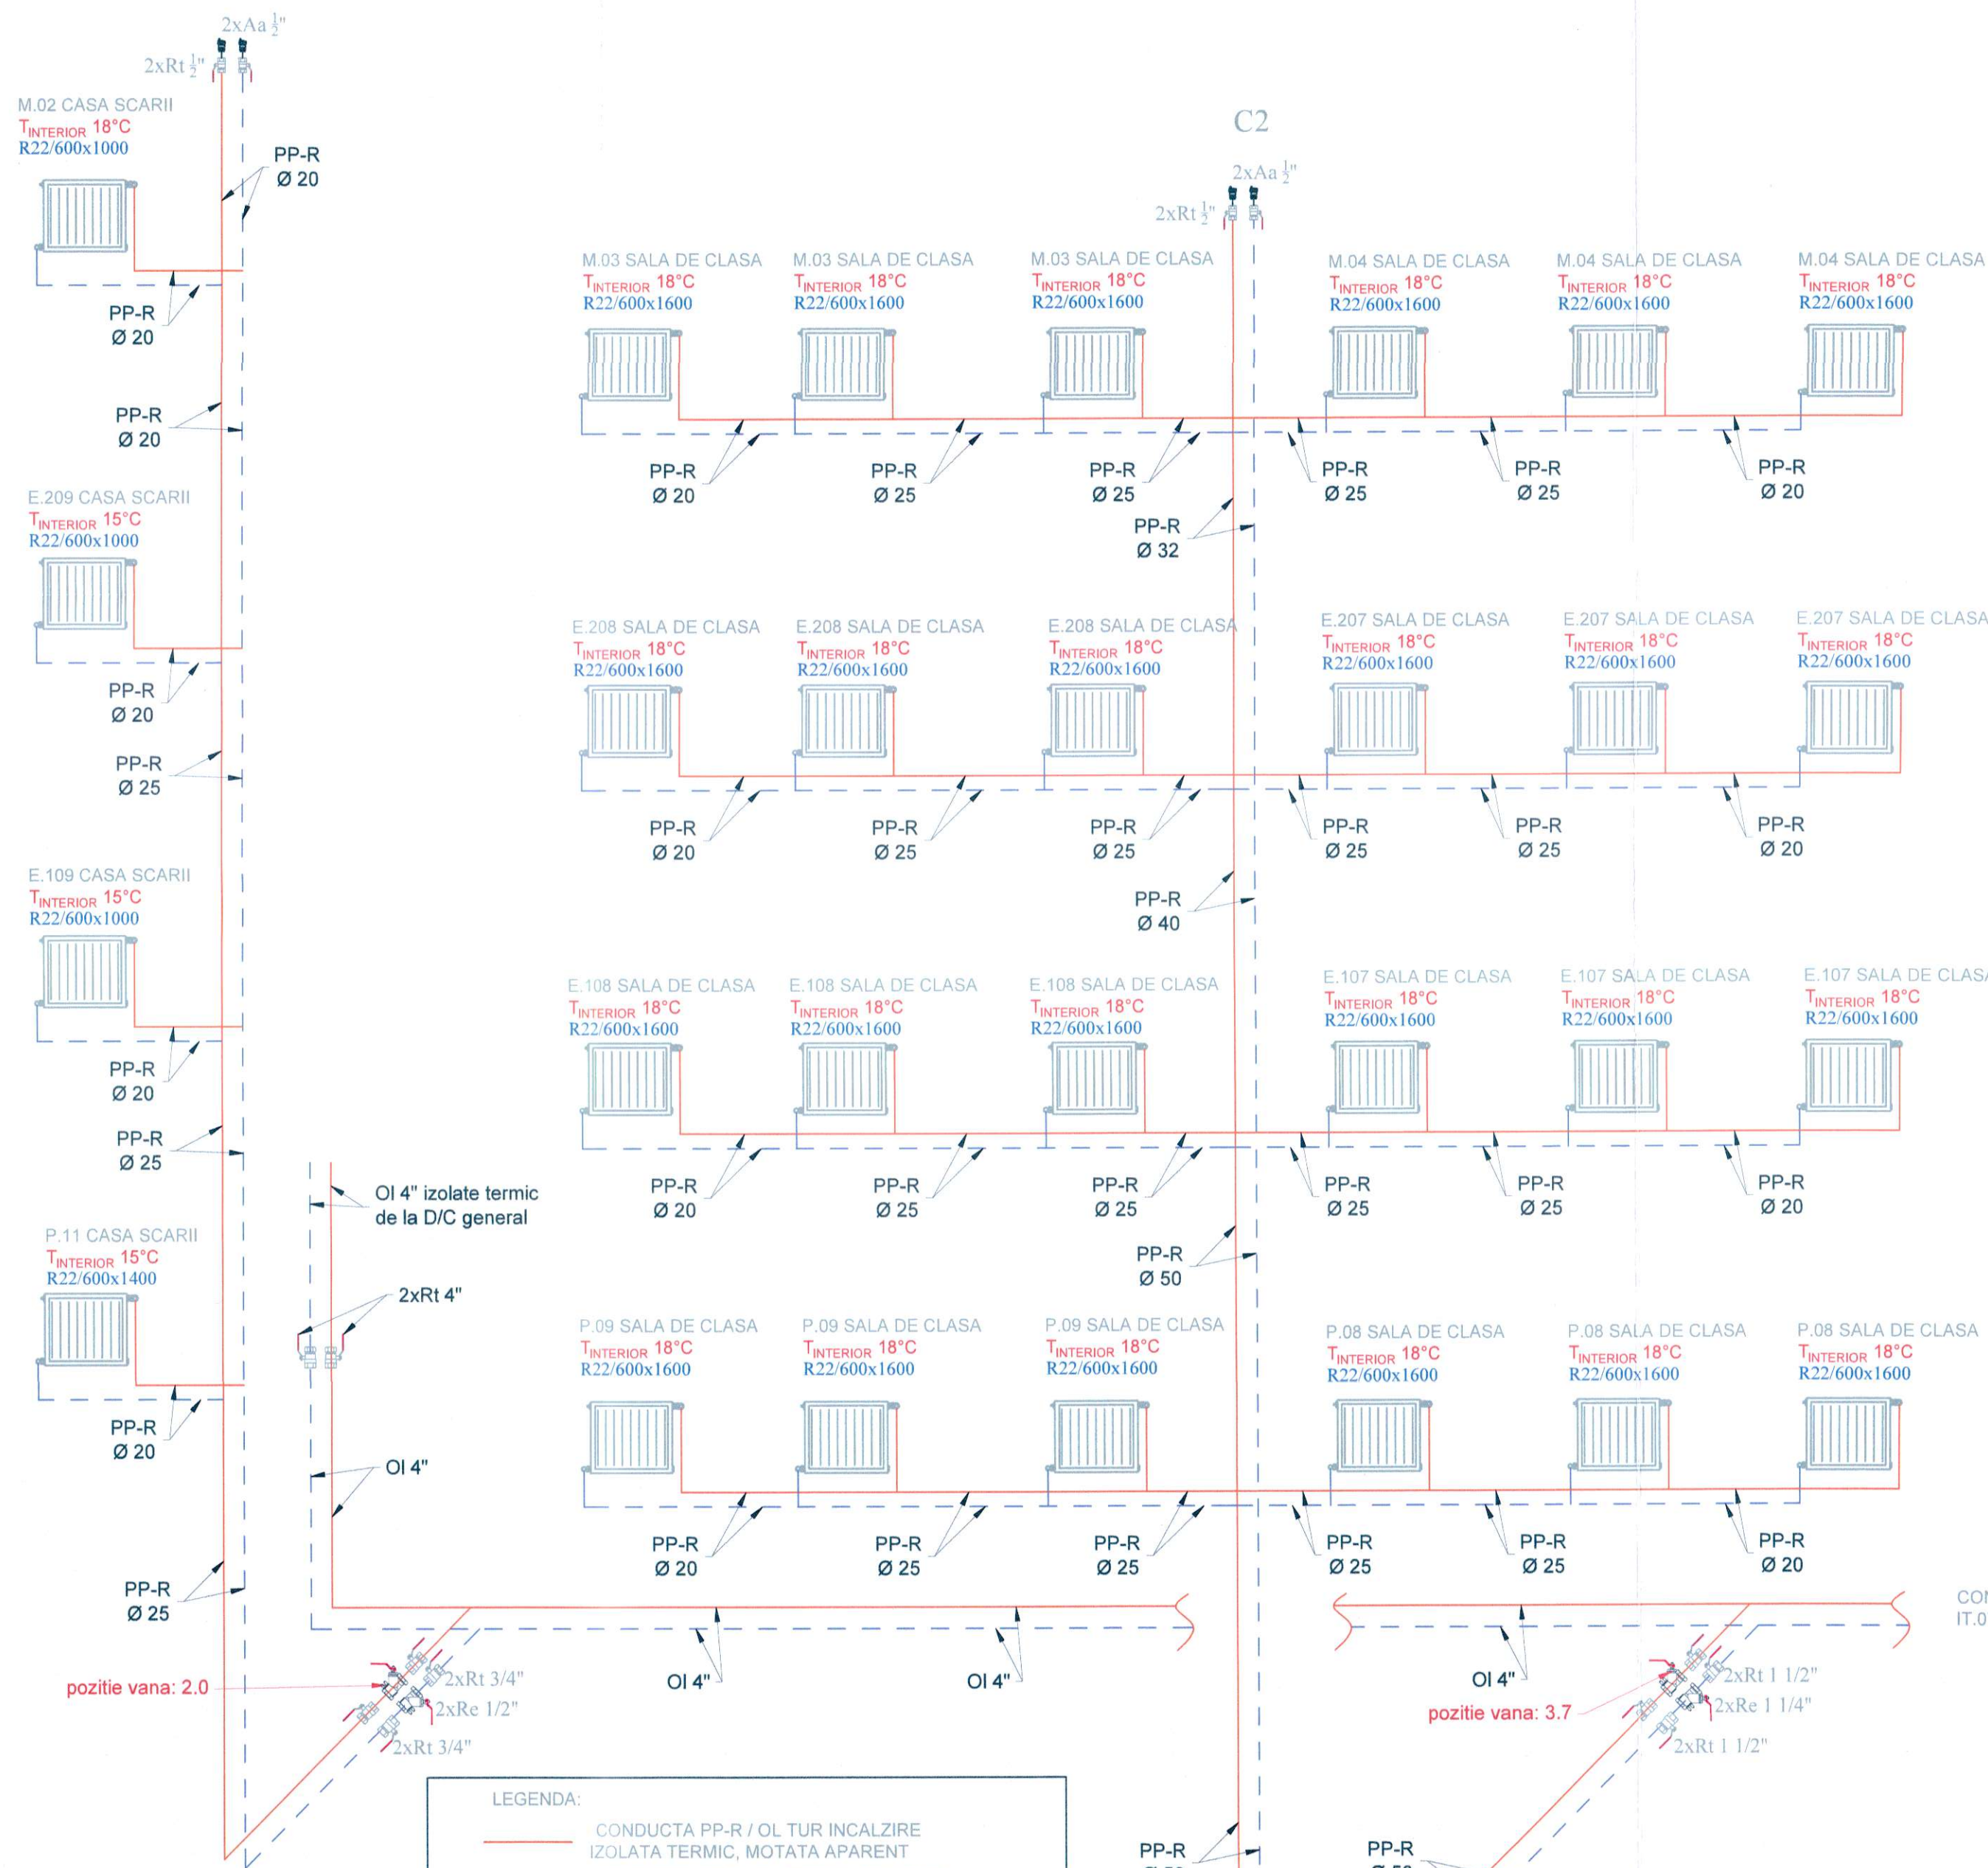 2xAa 1/2"
2xRt 1/2"
M.02 CASA SCARII
TINTERIOR 18°C
R22/600x1000
PP-R
Ø 20
PP-R
Ø 20
PP-R
Ø 20
E.209 CASA SCARII
TINTERIOR 15°C
R22/600x1000
PP-R
Ø 20
PP-R
Ø 25
E.109 CASA SCARII
TINTERIOR 15°C
R22/600x1000
PP-R
Ø 20
PP-R
Ø 25
P.11 CASA SCARII
TINTERIOR 15°C
R22/600x1400
PP-R
Ø 20
PP-R
Ø 25
Ol 4" izolate termic
de la D/C general
2xRt 4"
Ol 4"
C2
2xAa 1/2"
2xRt 1/2"
M.03 SALA DE CLASA
TINTERIOR 18°C
R22/600x1600
M.03 SALA DE CLASA
TINTERIOR 18°C
R22/600x1600
M.03 SALA DE CLASA
TINTERIOR 18°C
R22/600x1600
M.04 SALA DE CLASA
TINTERIOR 18°C
R22/600x1600
M.04 SALA DE CLASA
TINTERIOR 18°C
R22/600x1600
M.04 SALA DE CLASA
TINTERIOR 18°C
R22/600x1600
PP-R
Ø 20
PP-R
Ø 25
PP-R
Ø 25
PP-R
Ø 25
PP-R
Ø 25
PP-R
Ø 20
PP-R
Ø 32
E.208 SALA DE CLASA
TINTERIOR 18°C
R22/600x1600
E.208 SALA DE CLASA
TINTERIOR 18°C
R22/600x1600
E.208 SALA DE CLASA
TINTERIOR 18°C
R22/600x1600
E.207 SALA DE CLASA
TINTERIOR 18°C
R22/600x1600
E.207 SALA DE CLASA
TINTERIOR 18°C
R22/600x1600
E.207 SALA DE CLASA
TINTERIOR 18°C
R22/600x1600
PP-R
Ø 20
PP-R
Ø 25
PP-R
Ø 25
PP-R
Ø 25
PP-R
Ø 25
PP-R
Ø 20
PP-R
Ø 40
E.108 SALA DE CLASA
TINTERIOR 18°C
R22/600x1600
E.108 SALA DE CLASA
TINTERIOR 18°C
R22/600x1600
E.108 SALA DE CLASA
TINTERIOR 18°C
R22/600x1600
E.107 SALA DE CLASA
TINTERIOR 18°C
R22/600x1600
E.107 SALA DE CLASA
TINTERIOR 18°C
R22/600x1600
E.107 SALA DE CLASA
TINTERIOR 18°C
R22/600x1600
PP-R
Ø 20
PP-R
Ø 25
PP-R
Ø 25
PP-R
Ø 25
PP-R
Ø 25
PP-R
Ø 20
PP-R
Ø 50
P.09 SALA DE CLASA
TINTERIOR 18°C
R22/600x1600
P.09 SALA DE CLASA
TINTERIOR 18°C
R22/600x1600
P.09 SALA DE CLASA
TINTERIOR 18°C
R22/600x1600
P.08 SALA DE CLASA
TINTERIOR 18°C
R22/600x1600
P.08 SALA DE CLASA
TINTERIOR 18°C
R22/600x1600
P.08 SALA DE CLASA
TINTERIOR 18°C
R22/600x1600
PP-R
Ø 20
PP-R
Ø 25
PP-R
Ø 25
PP-R
Ø 25
PP-R
Ø 25
PP-R
Ø 20
pozitie vana: 2.0
2xRt 3/4"
2xRe 1/2"
2xRt 3/4"
Ol 4"
Ol 4"
Ol 4"
pozitie vana: 3.7
2xRt 1 1/2"
2xRe 1 1/4"
2xRt 1 1/2"
LEGENDA:
CONDUCTA PP-R / OL TUR INCALZIRE
IZOLATA TERMIC, MOTATA APARENT
PP-R
PP-R